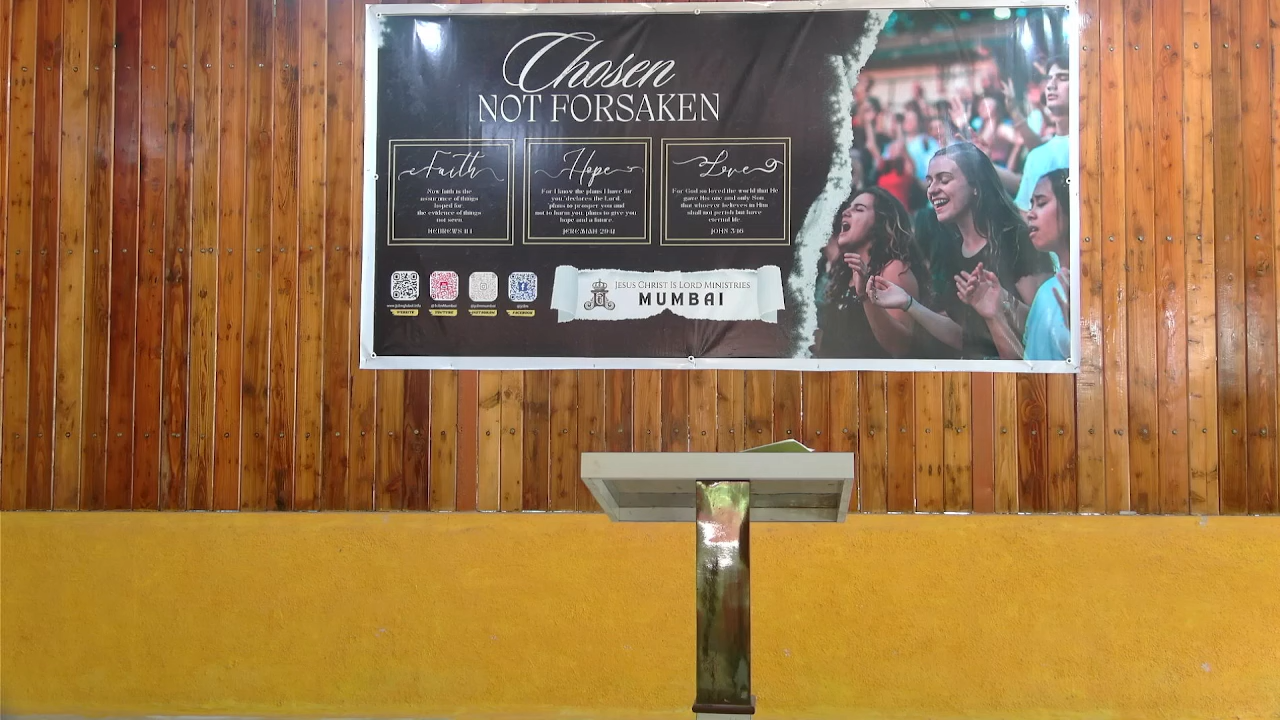 Chosen
NOT FORSAKEN
Faith
Now faith is the
assurance of things
hoped for
the evidence of things
not seen
HEBREWS 11:1
Hope
For I know the plans I have for
you, declares the Lord,
plans to prosper you and
not to harm you, plans to give you
hope and a future.
JEREMIAH 29:11
Love
For God so loved the world that He
gave His one and only Son
that whoever believes in Him
shall not perish but have
eternal life
JOHN 3:16
WEBSITE
YOUTUBE
INSTAGRAM
FACEBOOK
JESUS CHRIST IS LORD MINISTRIES
MUMBAI